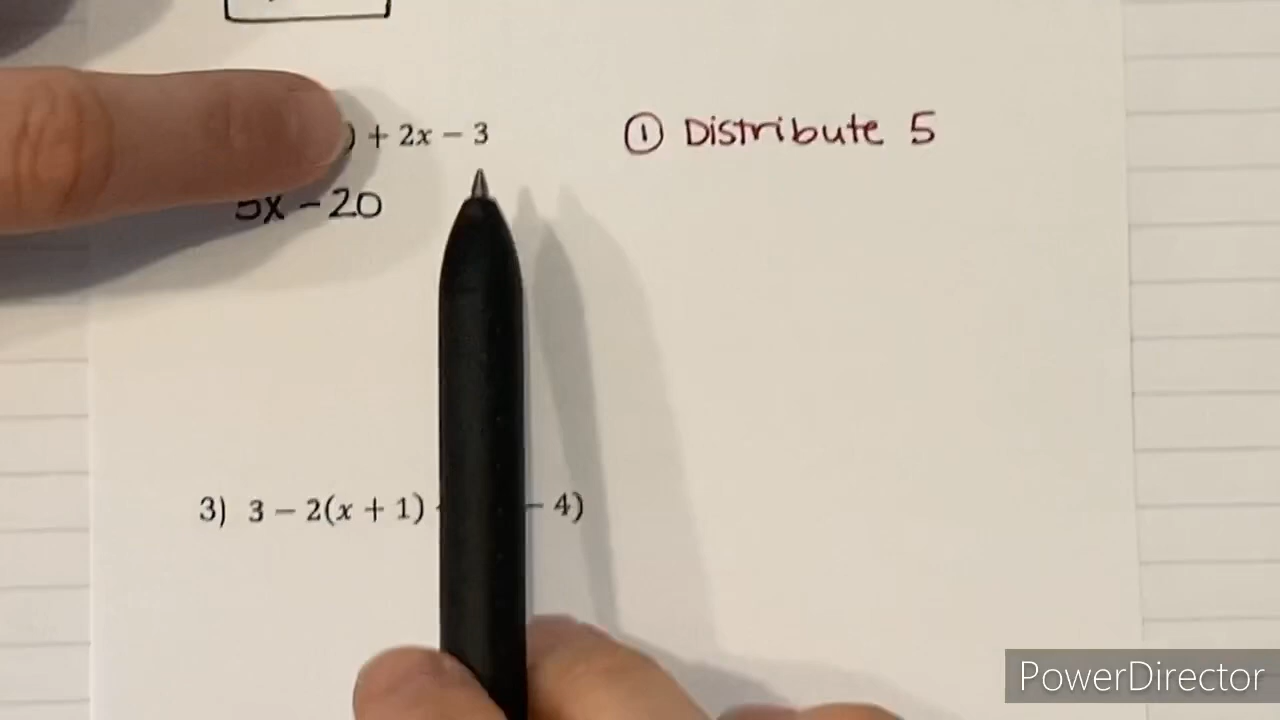 ) + 2x − 3
① Distribute 5
5x − 20
3) 3 − 2(x + 1) − 4)
PowerDirector